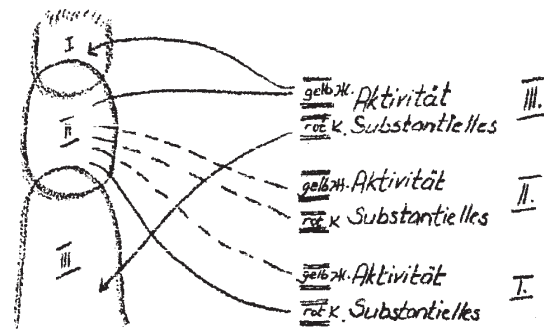 I
gelb H. Aktivität III.
rot K. Substantielles
II
gelb H. Aktivität II.
rot K. Substantielles
III
gelb H. Aktivität I.
rot K. Substantielles